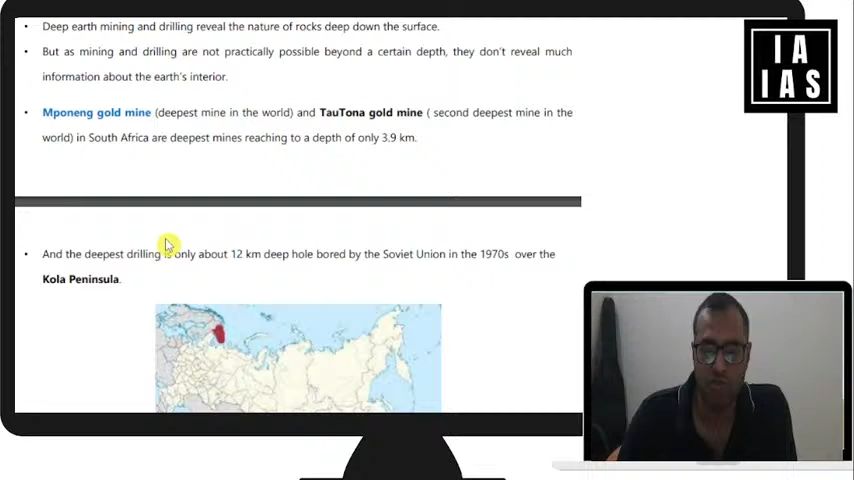 • Deep earth mining and drilling reveal the nature of rocks deep down the surface.
• But as mining and drilling are not practically possible beyond a certain depth, they don't reveal much
information about the earth's interior.
• Mponeng gold mine (deepest mine in the world) and TauTona gold mine ( second deepest mine in the
world) in South Africa are deepest mines reaching to a depth of only 3.9 km.
• And the deepest drilling is only about 12 km deep hole bored by the Soviet Union in the 1970s over the
Kola Peninsula.
I A
I A S